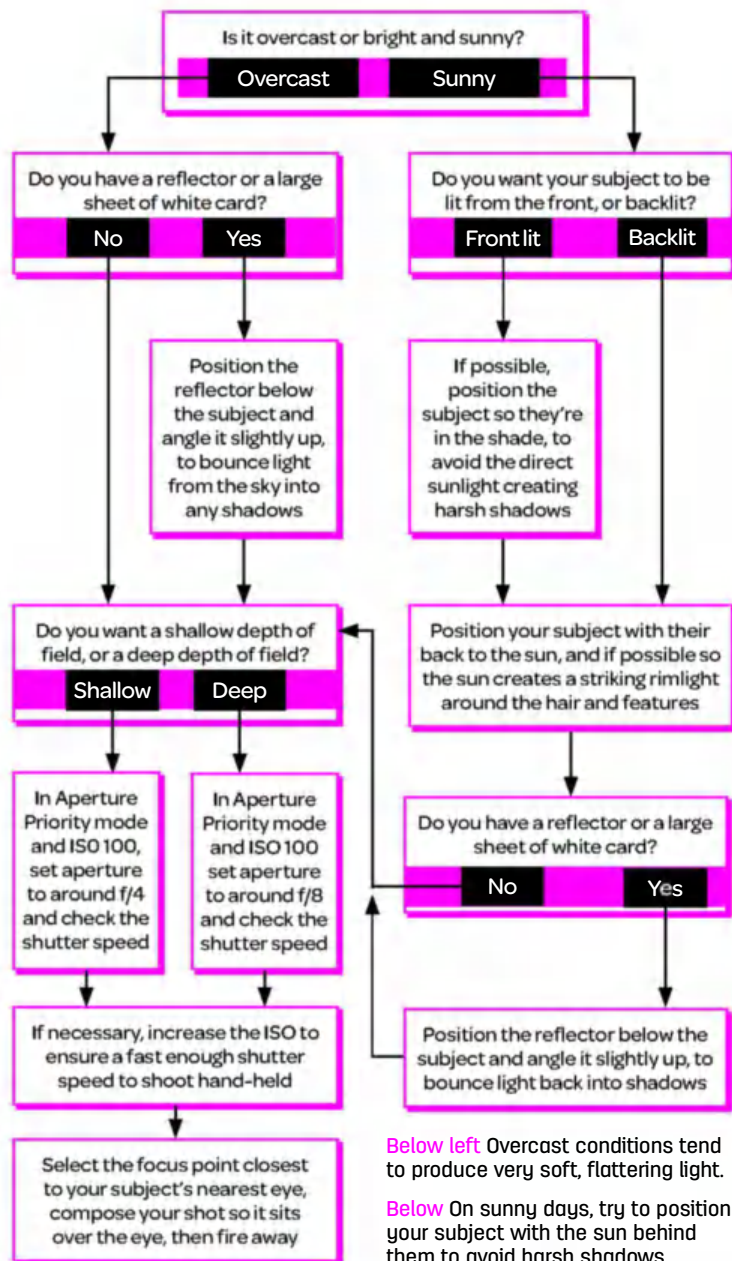 Is it overcast or bright and sunny?
Overcast
Sunny
Do you have a reflector or a large
sheet of white card?
No
Yes
Do you want your subject to be
lit from the front, or backlit?
Front lit
Backlit
Position the
reflector below
the subject and
angle it slightly up,
to bounce light
from the sky into
any shadows
If possible,
position the
subject so they're
in the shade, to
avoid the direct
sunlight creating
harsh shadows
Do you want a shallow depth of
field, or a deep depth of field?
Shallow
Deep
Position your subject with their
back to the sun, and if possible so
the sun creates a striking rimlight
around the hair and features
In Aperture
Priority mode
and ISO 100,
set aperture
to around f/4
and check the
shutter speed
In Aperture
Priority mode
and ISO 100
set aperture
to around f/8
and check the
shutter speed
Do you have a reflector or a large
sheet of white card?
No
Yes
If necessary, increase the ISO to
ensure a fast enough shutter
speed to shoot hand-held
Position the reflector below the
subject and angle it slightly up, to
bounce light back into shadows
Select the focus point closest
to your subject's nearest eye,
compose your shot so it sits
over the eye, then fire away
Below left Overcast conditions tend
to produce very soft, flattering light.
Below On sunny days, try to position
your subject with the sun behind
them to avoid harsh shadows